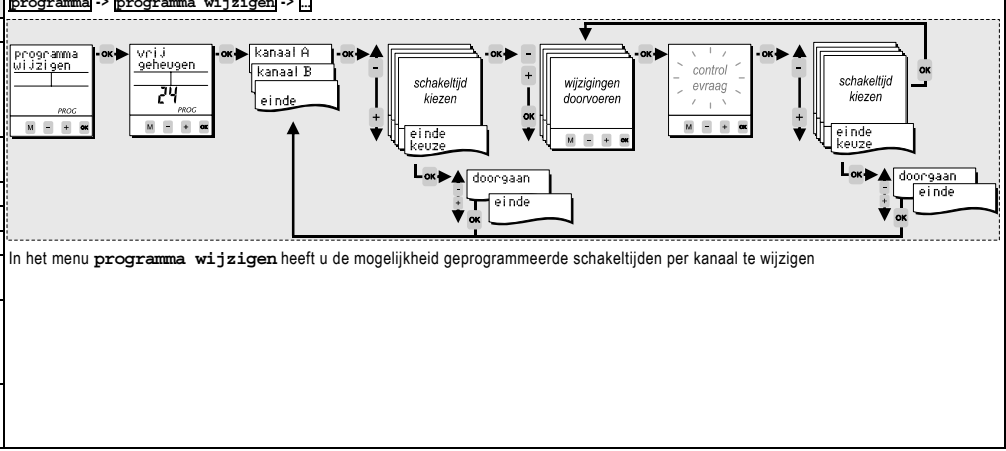 programma -> programma wijzigen -> …
programma
wijzigen
PROG
M - + OK
OK
vrij
geheugen
24
PROG
M - + OK
OK
kanaal A
kanaal B
einde
OK
-
+
schakeltijd
kiezen
einde
keuze
OK
-
+
OK
wijzigingen
doorvoeren
M - + OK
OK
control
evraag
M - + OK
OK
-
+
schakeltijd
kiezen
einde
keuze
OK
OK
-
+
doorgaan
einde
OK
OK
-
+
doorgaan
einde
OK
In het menu programma wijzigen heeft u de mogelijkheid geprogrammeerde schakeltijden per kanaal te wijzigen